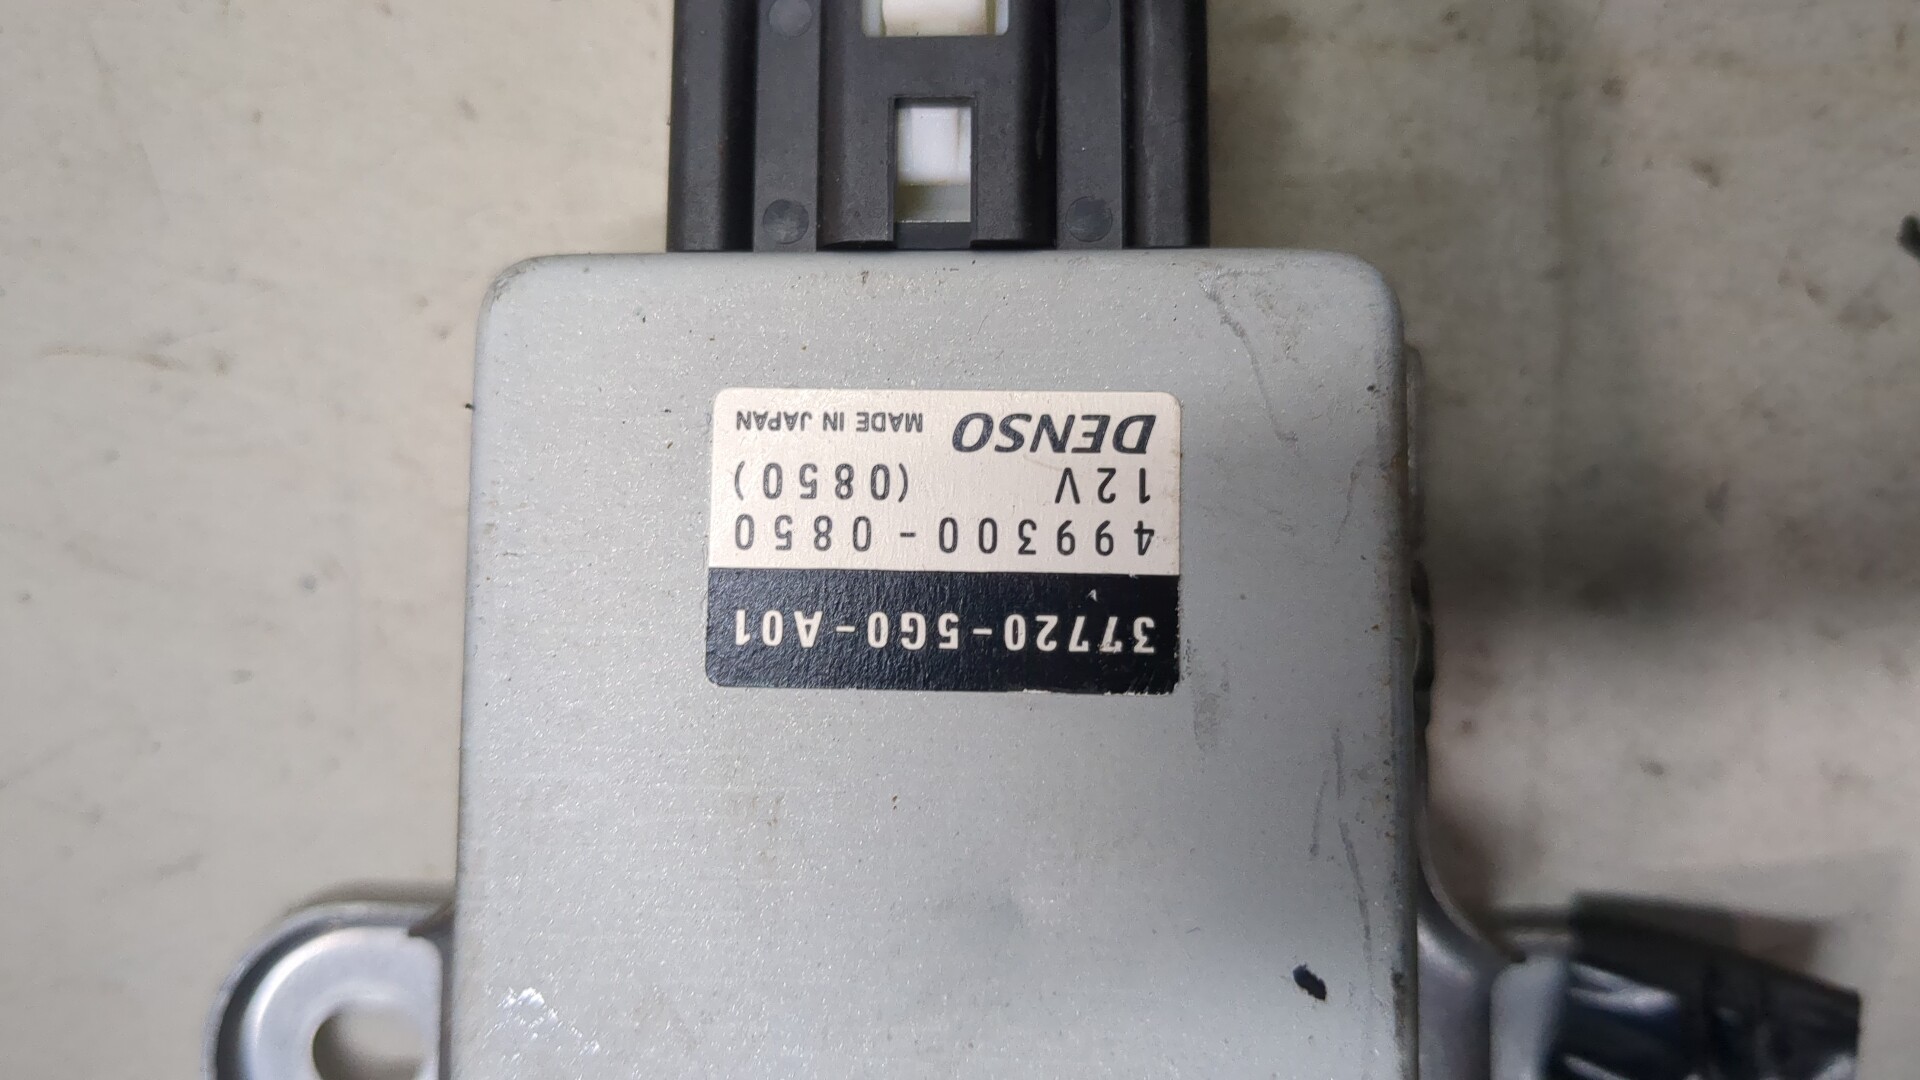 37720-5G0-A01
499300-0850
12V (0850)
DENSO MADE IN JAPAN